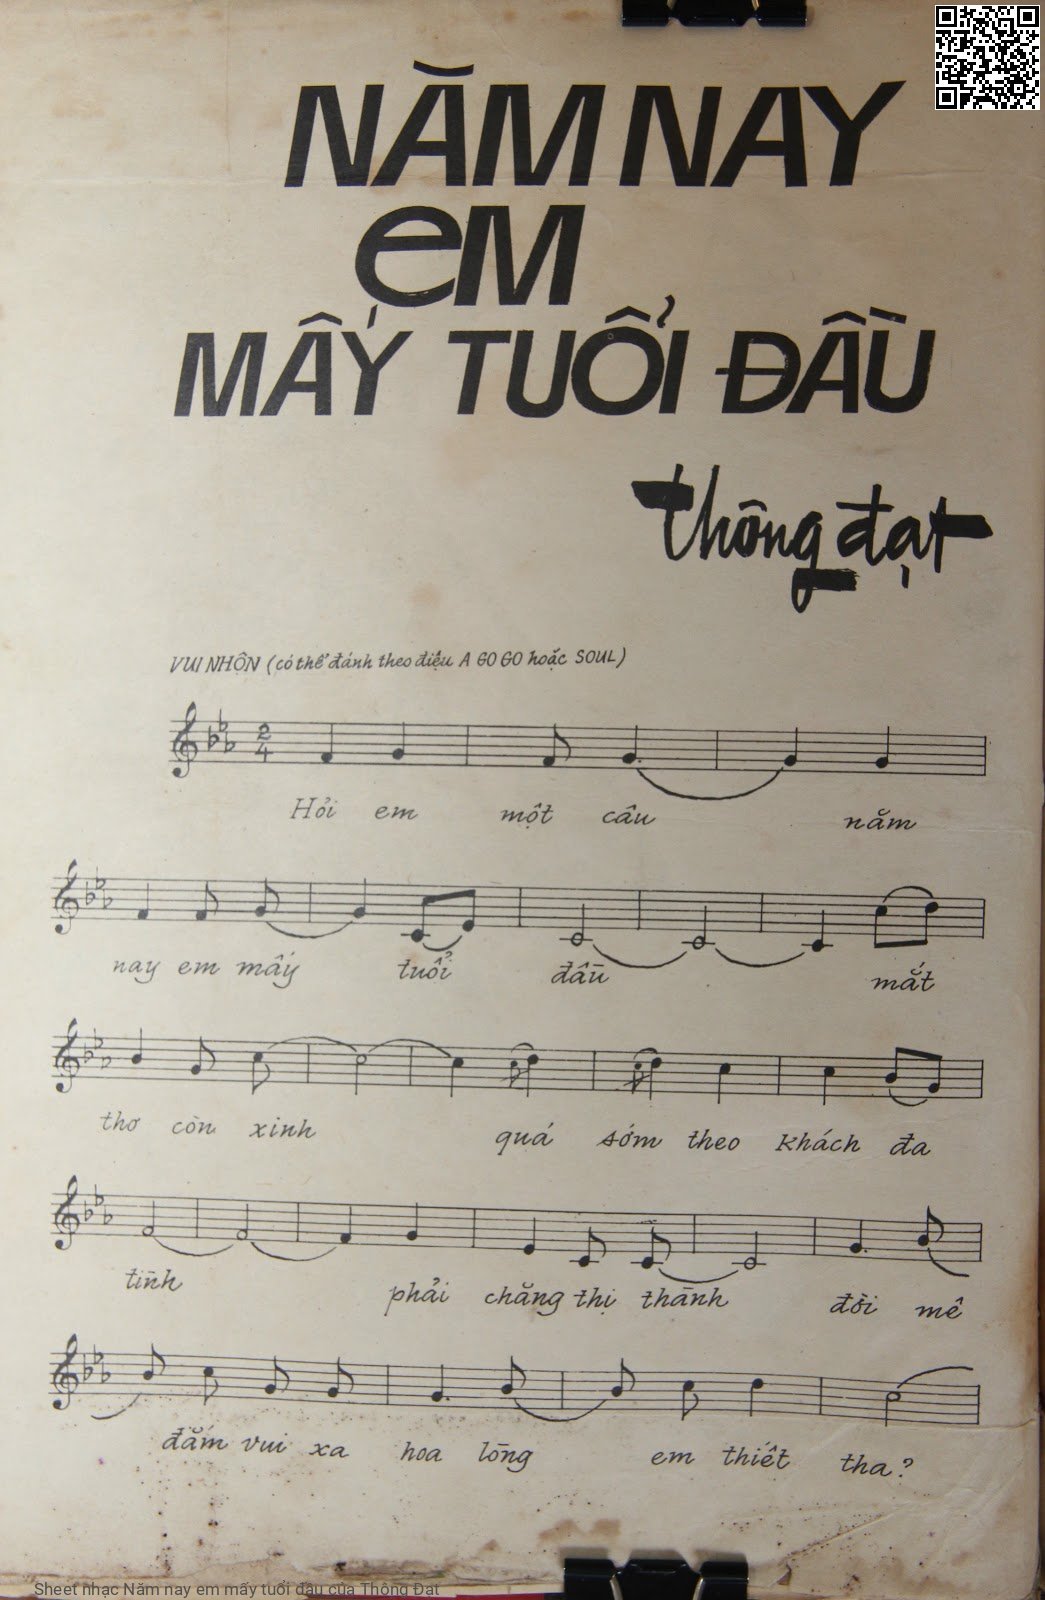 NĂM NAY
eM
MẤY TUỔI ĐẦU
thông đạt
VUI NHỘN (có thể đánh theo điệu A GO GO hoặc SOUL)
2
4
Hỏi em một câu năm
nay em mấy tuổi đầu mắt
thơ còn xinh quá sớm theo khách đa
tình phải chăng thị thành đời mê
đắm vui xa hoa lòng em thiết tha?
Sheet nhạc Năm nay em mấy tuổi đầu của Thông Đạt